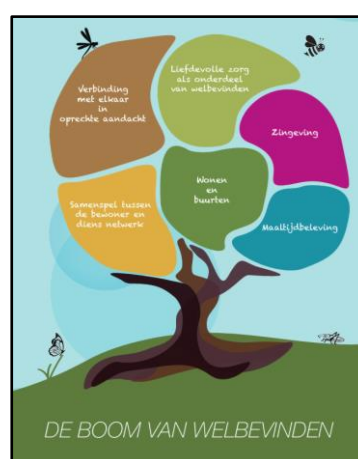 Verbinding
met elkaar
in
oprechte aandacht
Liefdevolle zorg
als onderdeel
van welbevinden
Zingeving
Samenspel tussen
de bewoner en
diens netwerk
Wonen
en
buurten
Maaltijdbeleving
DE BOOM VAN WELBEVINDEN